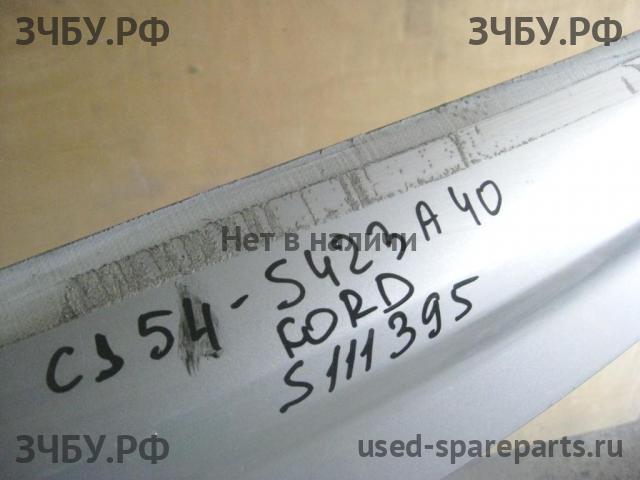 ЗЧБУ.РФ ЗЧБУ.РФ
Нет в наличии
CJ54-S423A40
FORD
S111395
ЗЧБУ.РФ used-spareparts.ru